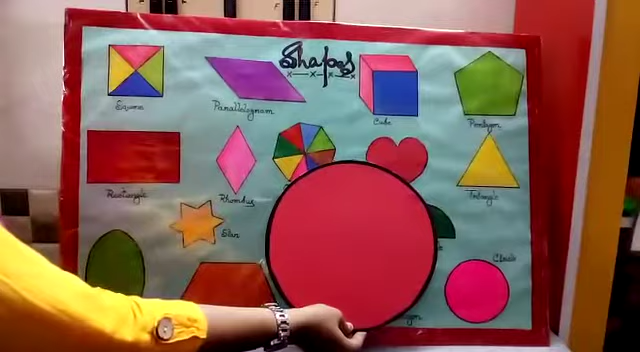 Shapes
Square
Parallelogram
Cube
Pentagon
Rectangle
Rhombus
Triangle
Star
Circle